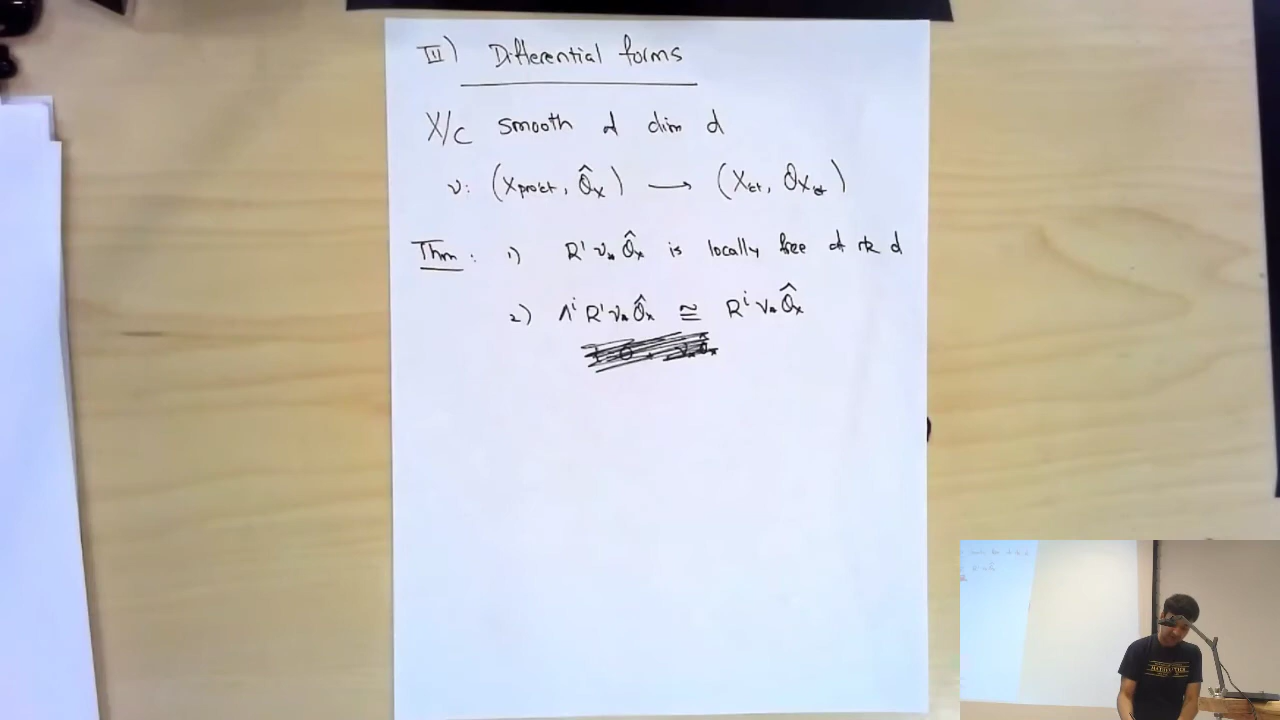 III) Differential forms
X/C smooth of dim d
ν: (X_proét, Ô_X) ⟶ (X_ét, O_X_ét)
Thm: 1) R¹ν_* Ô_X is locally free of rk d
2) Λ^i R¹ν_* Ô_X ≅ R^i ν_* Ô_X